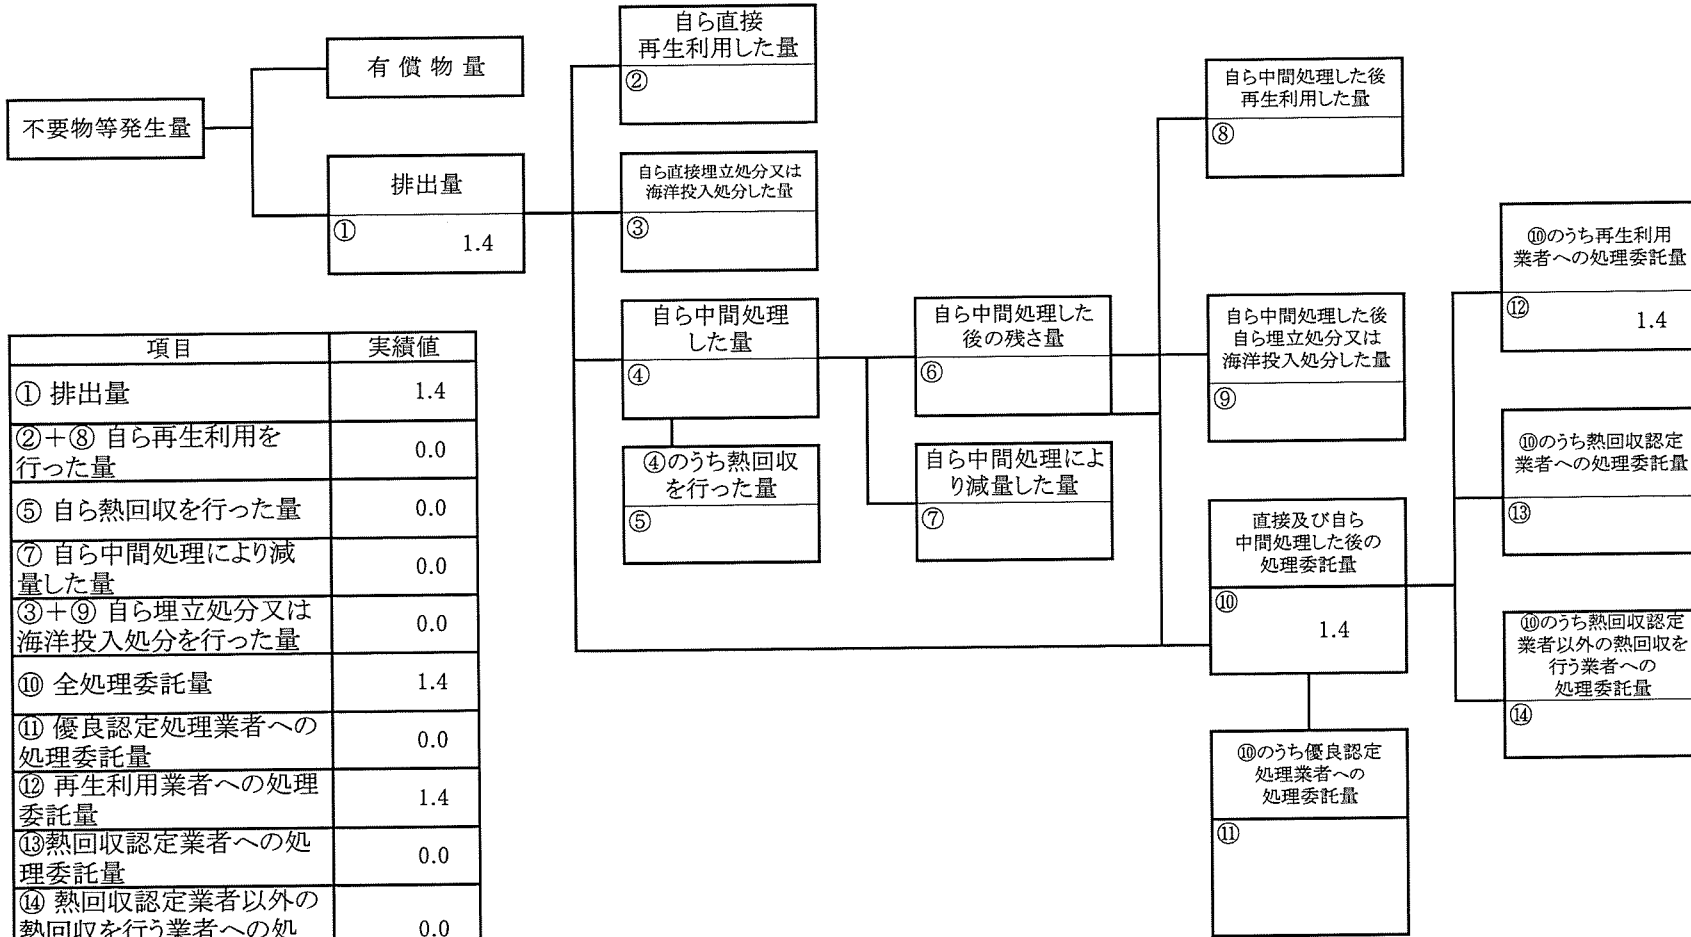 不要物等発生量
有償物量
排出量
①
1.4
自ら直接
再生利用した量
②
自ら直接埋立処分又は
海洋投入処分した量
③
自ら中間処理
した量
④
④のうち熱回収
を行った量
⑤
自ら中間処理した
後の残さ量
⑥
自ら中間処理によ
り減量した量
⑦
自ら中間処理した後
再生利用した量
⑧
自ら中間処理した後
自ら埋立処分又は
海洋投入処分した量
⑨
直接及び自ら
中間処理した後の
処理委託量
⑩
1.4
⑩のうち優良認定
処理業者への
処理委託量
⑪
⑩のうち再生利用
業者への処理委託量
⑫
1.4
⑩のうち熱回収認定
業者への処理委託量
⑬
⑩のうち熱回収認定
業者以外の熱回収を
行う業者への
処理委託量
⑭
項目 実績値
① 排出量 1.4
②+⑧ 自ら再生利用を
行った量 0.0
⑤ 自ら熱回収を行った量 0.0
⑦ 自ら中間処理により減
量した量 0.0
③+⑨ 自ら埋立処分又は
海洋投入処分を行った量 0.0
⑩ 全処理委託量 1.4
⑪ 優良認定処理業者への
処理委託量 0.0
⑫ 再生利用業者への処理
委託量 1.4
⑬熱回収認定業者への処
理委託量 0.0
⑭ 熱回収認定業者以外の
熱回収を行う業者への処 0.0